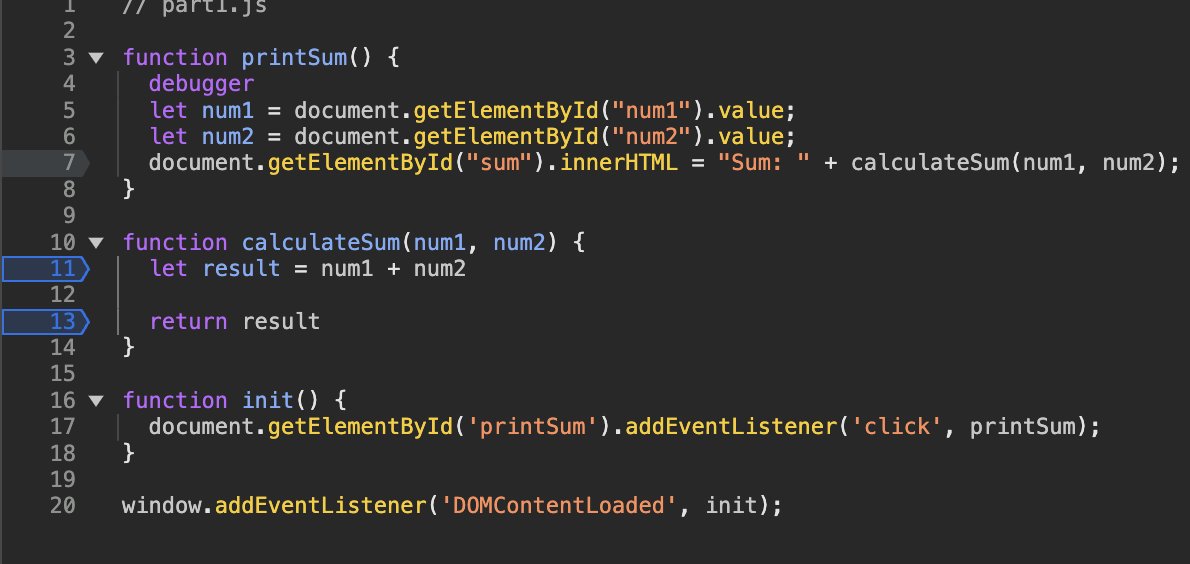 1 // part1.js
2
3 ▼ function printSum() {
4 debugger
5 let num1 = document.getElementById("num1").value;
6 let num2 = document.getElementById("num2").value;
7 document.getElementById("sum").innerHTML = "Sum: " + calculateSum(num1, num2);
8 }
9
10 ▼ function calculateSum(num1, num2) {
11 let result = num1 + num2
12
13 return result
14 }
15
16 ▼ function init() {
17 document.getElementById('printSum').addEventListener('click', printSum);
18 }
19
20 window.addEventListener('DOMContentLoaded', init);